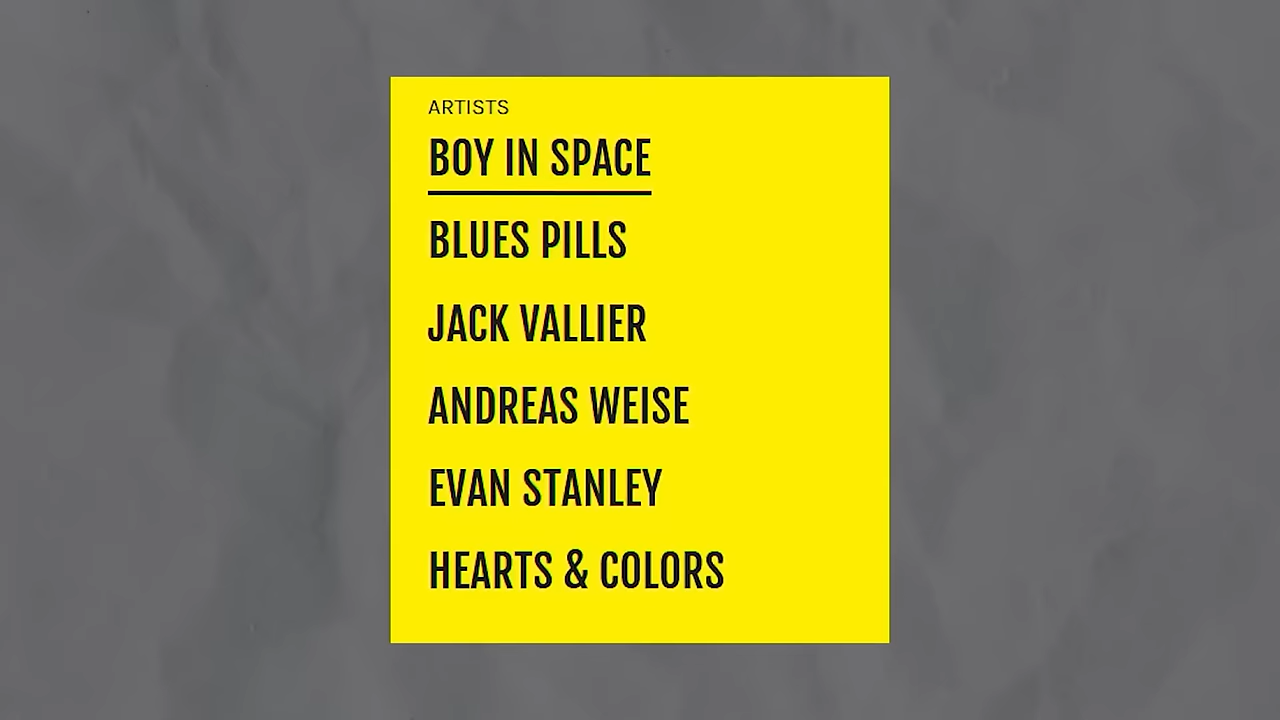 ARTISTS
BOY IN SPACE
BLUES PILLS
JACK VALLIER
ANDREAS WEISE
EVAN STANLEY
HEARTS & COLORS